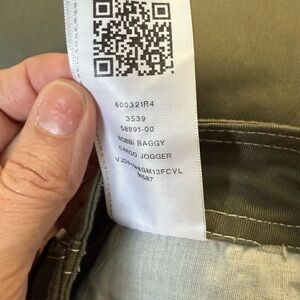 600321R4
3539
58891-00
BOBBI BAGGY
CARGO JOGGER